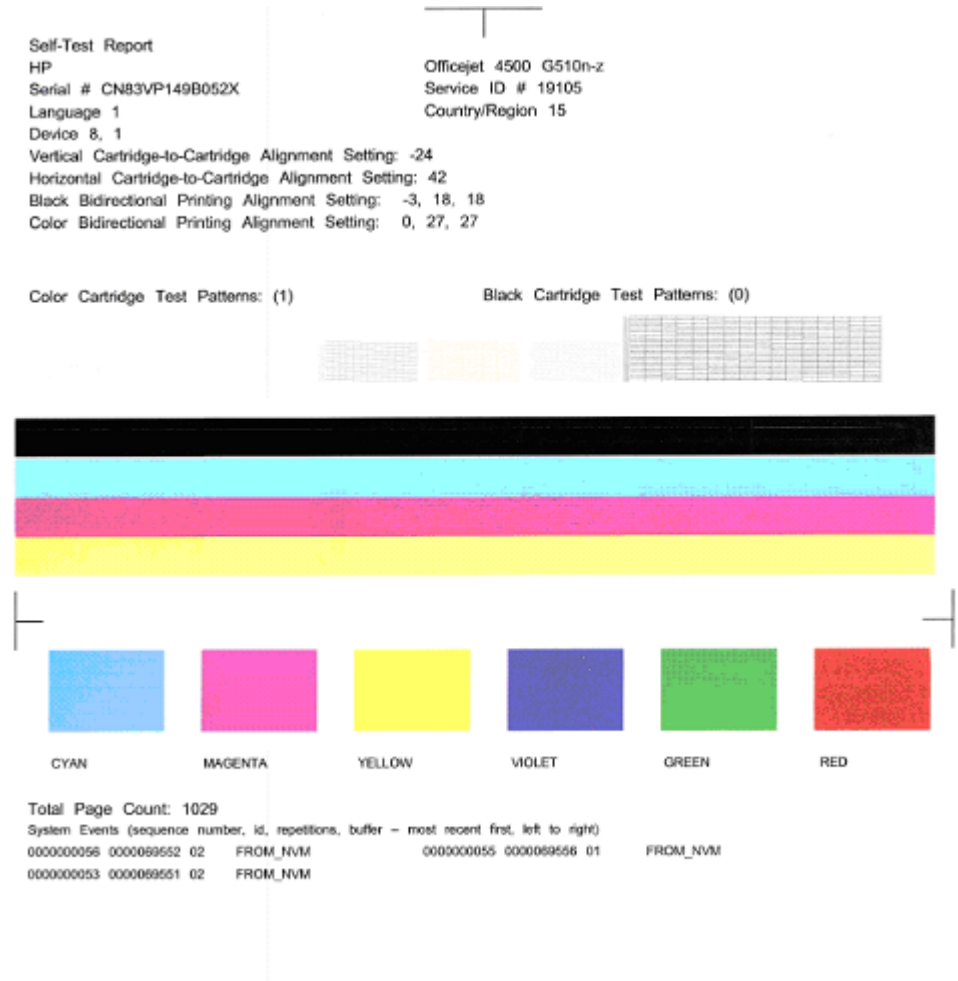 Self-Test Report
HP
Officejet 4500 G510n-z
Serial # CN83VP149B052X
Service ID # 19105
Language 1
Country/Region 15
Device 8, 1
Vertical Cartridge-to-Cartridge Alignment Setting: -24
Horizontal Cartridge-to-Cartridge Alignment Setting: 42
Black Bidirectional Printing Alignment Setting: -3, 18, 18
Color Bidirectional Printing Alignment Setting: 0, 27, 27
Color Cartridge Test Patterns: (1)
Black Cartridge Test Patterns: (0)
CYAN
MAGENTA
YELLOW
VIOLET
GREEN
RED
Total Page Count: 1029
System Events (sequence number, id, repetitions, buffer – most recent first, left to right)
0000000056 0000069552 02 FROM_NVM 0000000055 0000069556 01 FROM_NVM
0000000053 0000069551 02 FROM_NVM